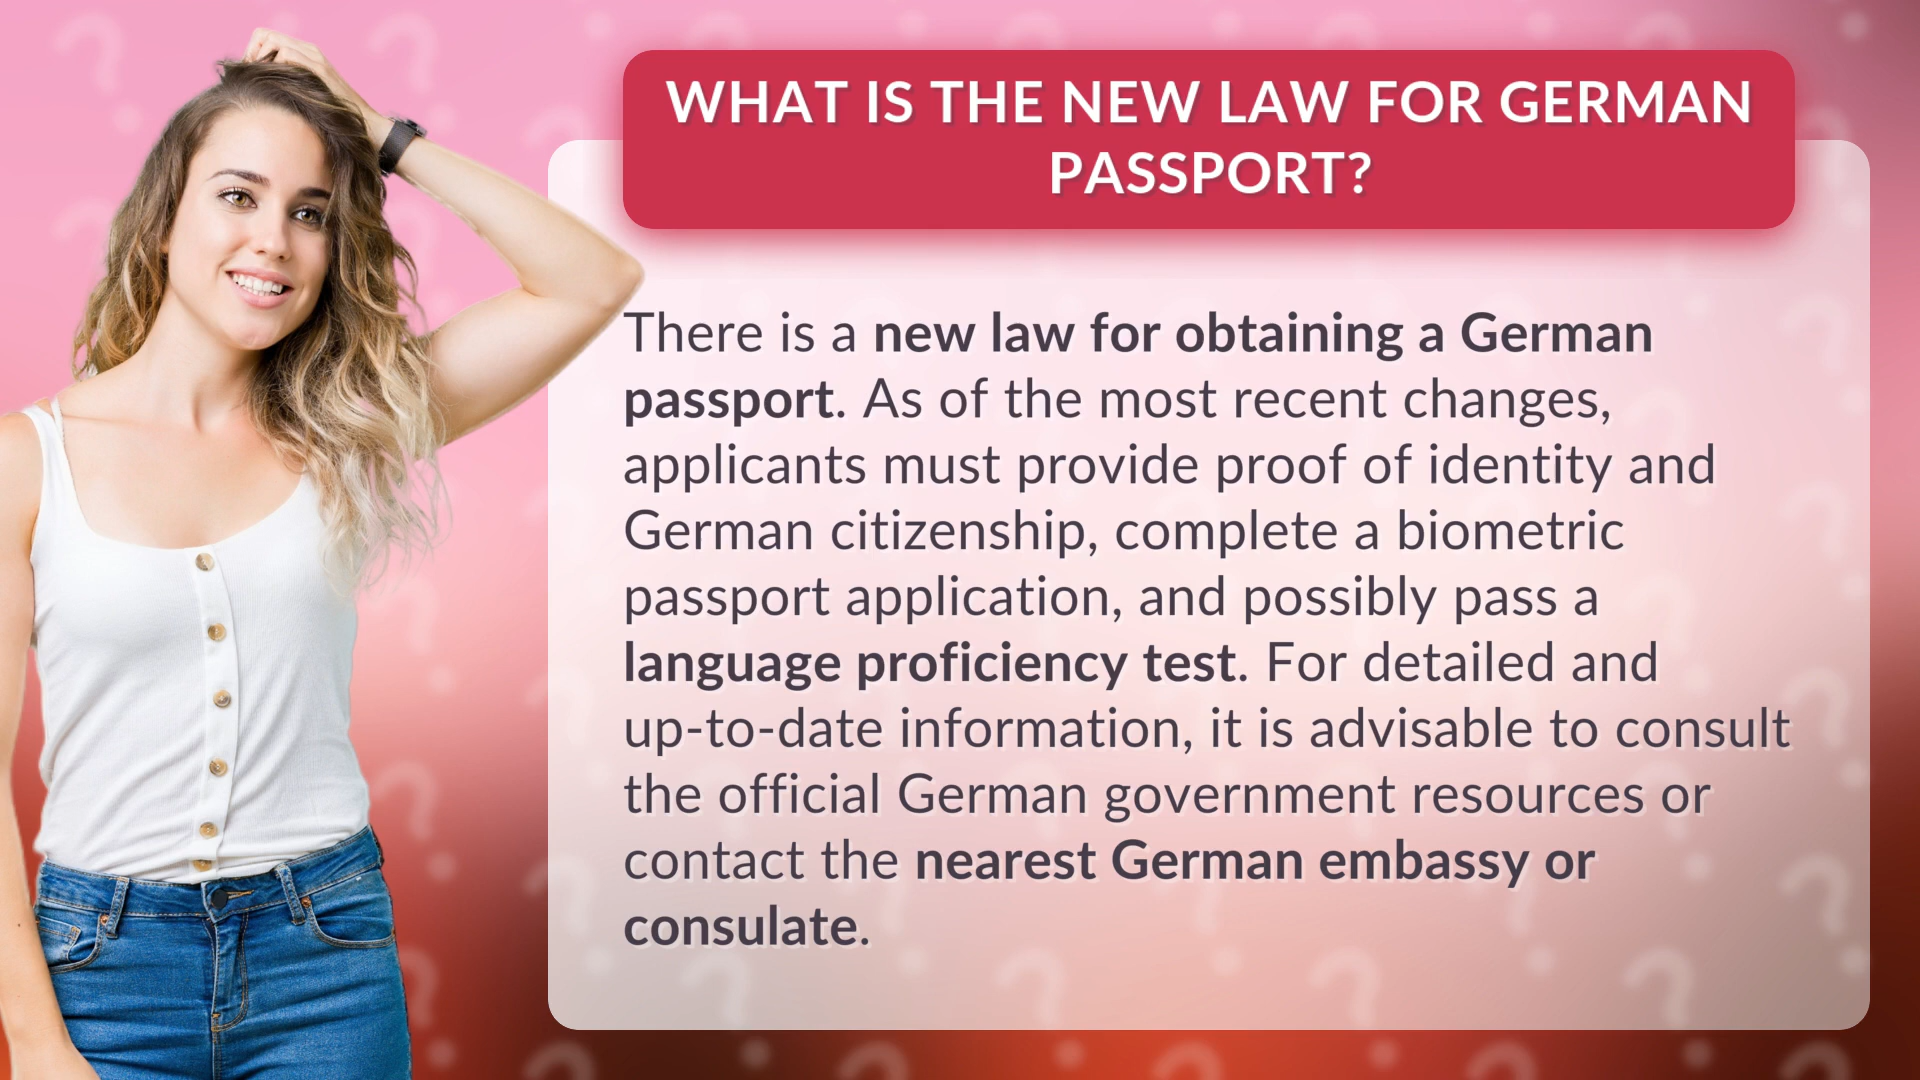 WHAT IS THE NEW LAW FOR GERMAN
PASSPORT?
There is a new law for obtaining a German
passport. As of the most recent changes,
applicants must provide proof of identity and
German citizenship, complete a biometric
passport application, and possibly pass a
language proficiency test. For detailed and
up-to-date information, it is advisable to consult
the official German government resources or
contact the nearest German embassy or
consulate.